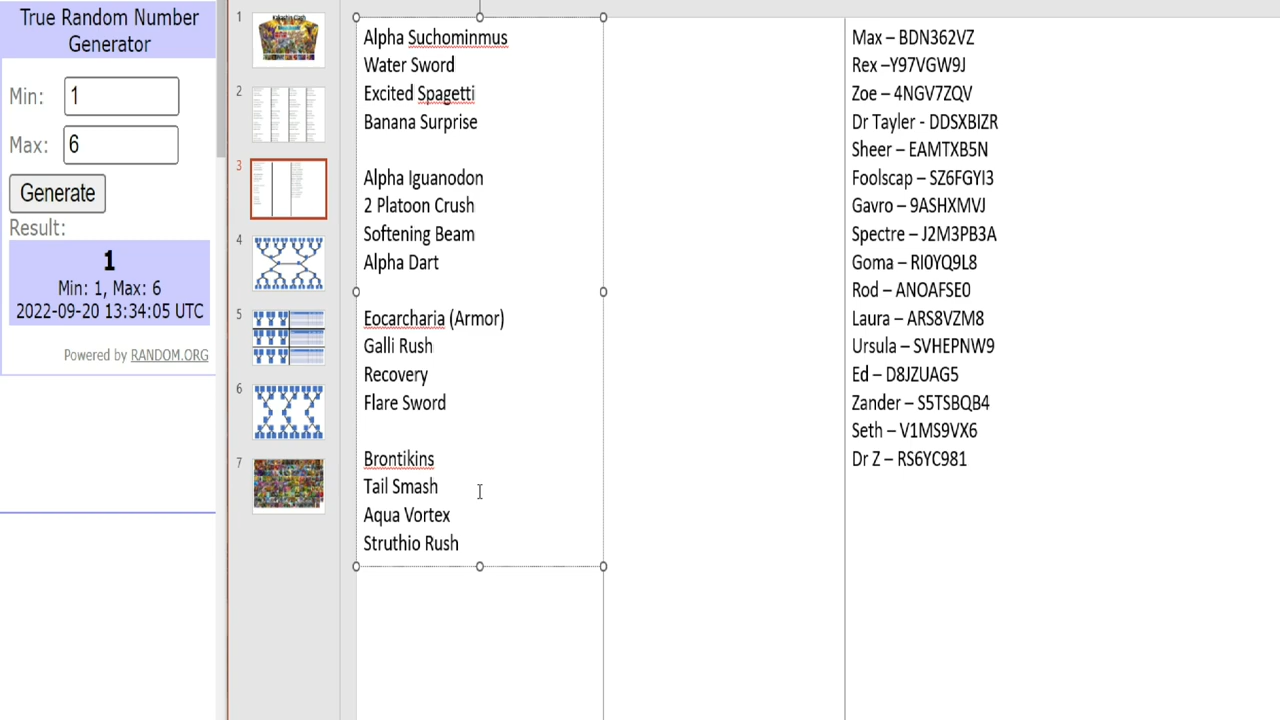 True Random Number
Generator
Min: 1
Max: 6
Generate
Result:
1
Min: 1, Max: 6
2022-09-20 13:34:05 UTC
Powered by RANDOM.ORG
1
2
3
4
5
6
7
Alpha Suchominmus
Water Sword
Excited Spagetti
Banana Surprise
Alpha Iguanodon
2 Platoon Crush
Softening Beam
Alpha Dart
Eocarcharia (Armor)
Galli Rush
Recovery
Flare Sword
Brontikins
Tail Smash
Aqua Vortex
Struthio Rush
Max – BDN362VZ
Rex –Y97VGW9J
Zoe – 4NGV7ZQV
Dr Tayler - DDSXBIZR
Sheer – EAMTXB5N
Foolscap – SZ6FGYI3
Gavro – 9ASHXMVJ
Spectre – J2M3PB3A
Goma – RI0YQ9L8
Rod – ANOAFSE0
Laura – ARS8VZM8
Ursula – SVHEPNW9
Ed – D8JZUAG5
Zander – S5TSBQB4
Seth – V1MS9VX6
Dr Z – RS6YC981